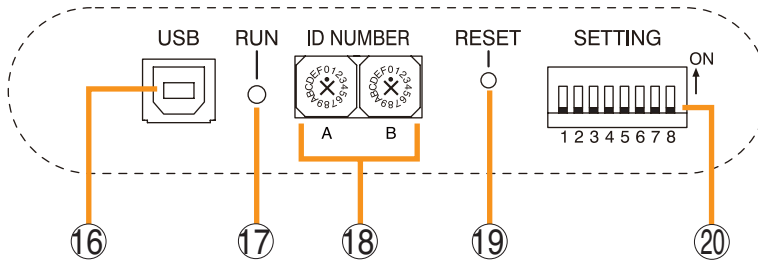 USB RUN ID NUMBER RESET SETTING
ON
0123456789ABCDEF 0123456789ABCDEF
A B
1 2 3 4 5 6 7 8
⑯ ⑰ ⑱ ⑲ ⑳